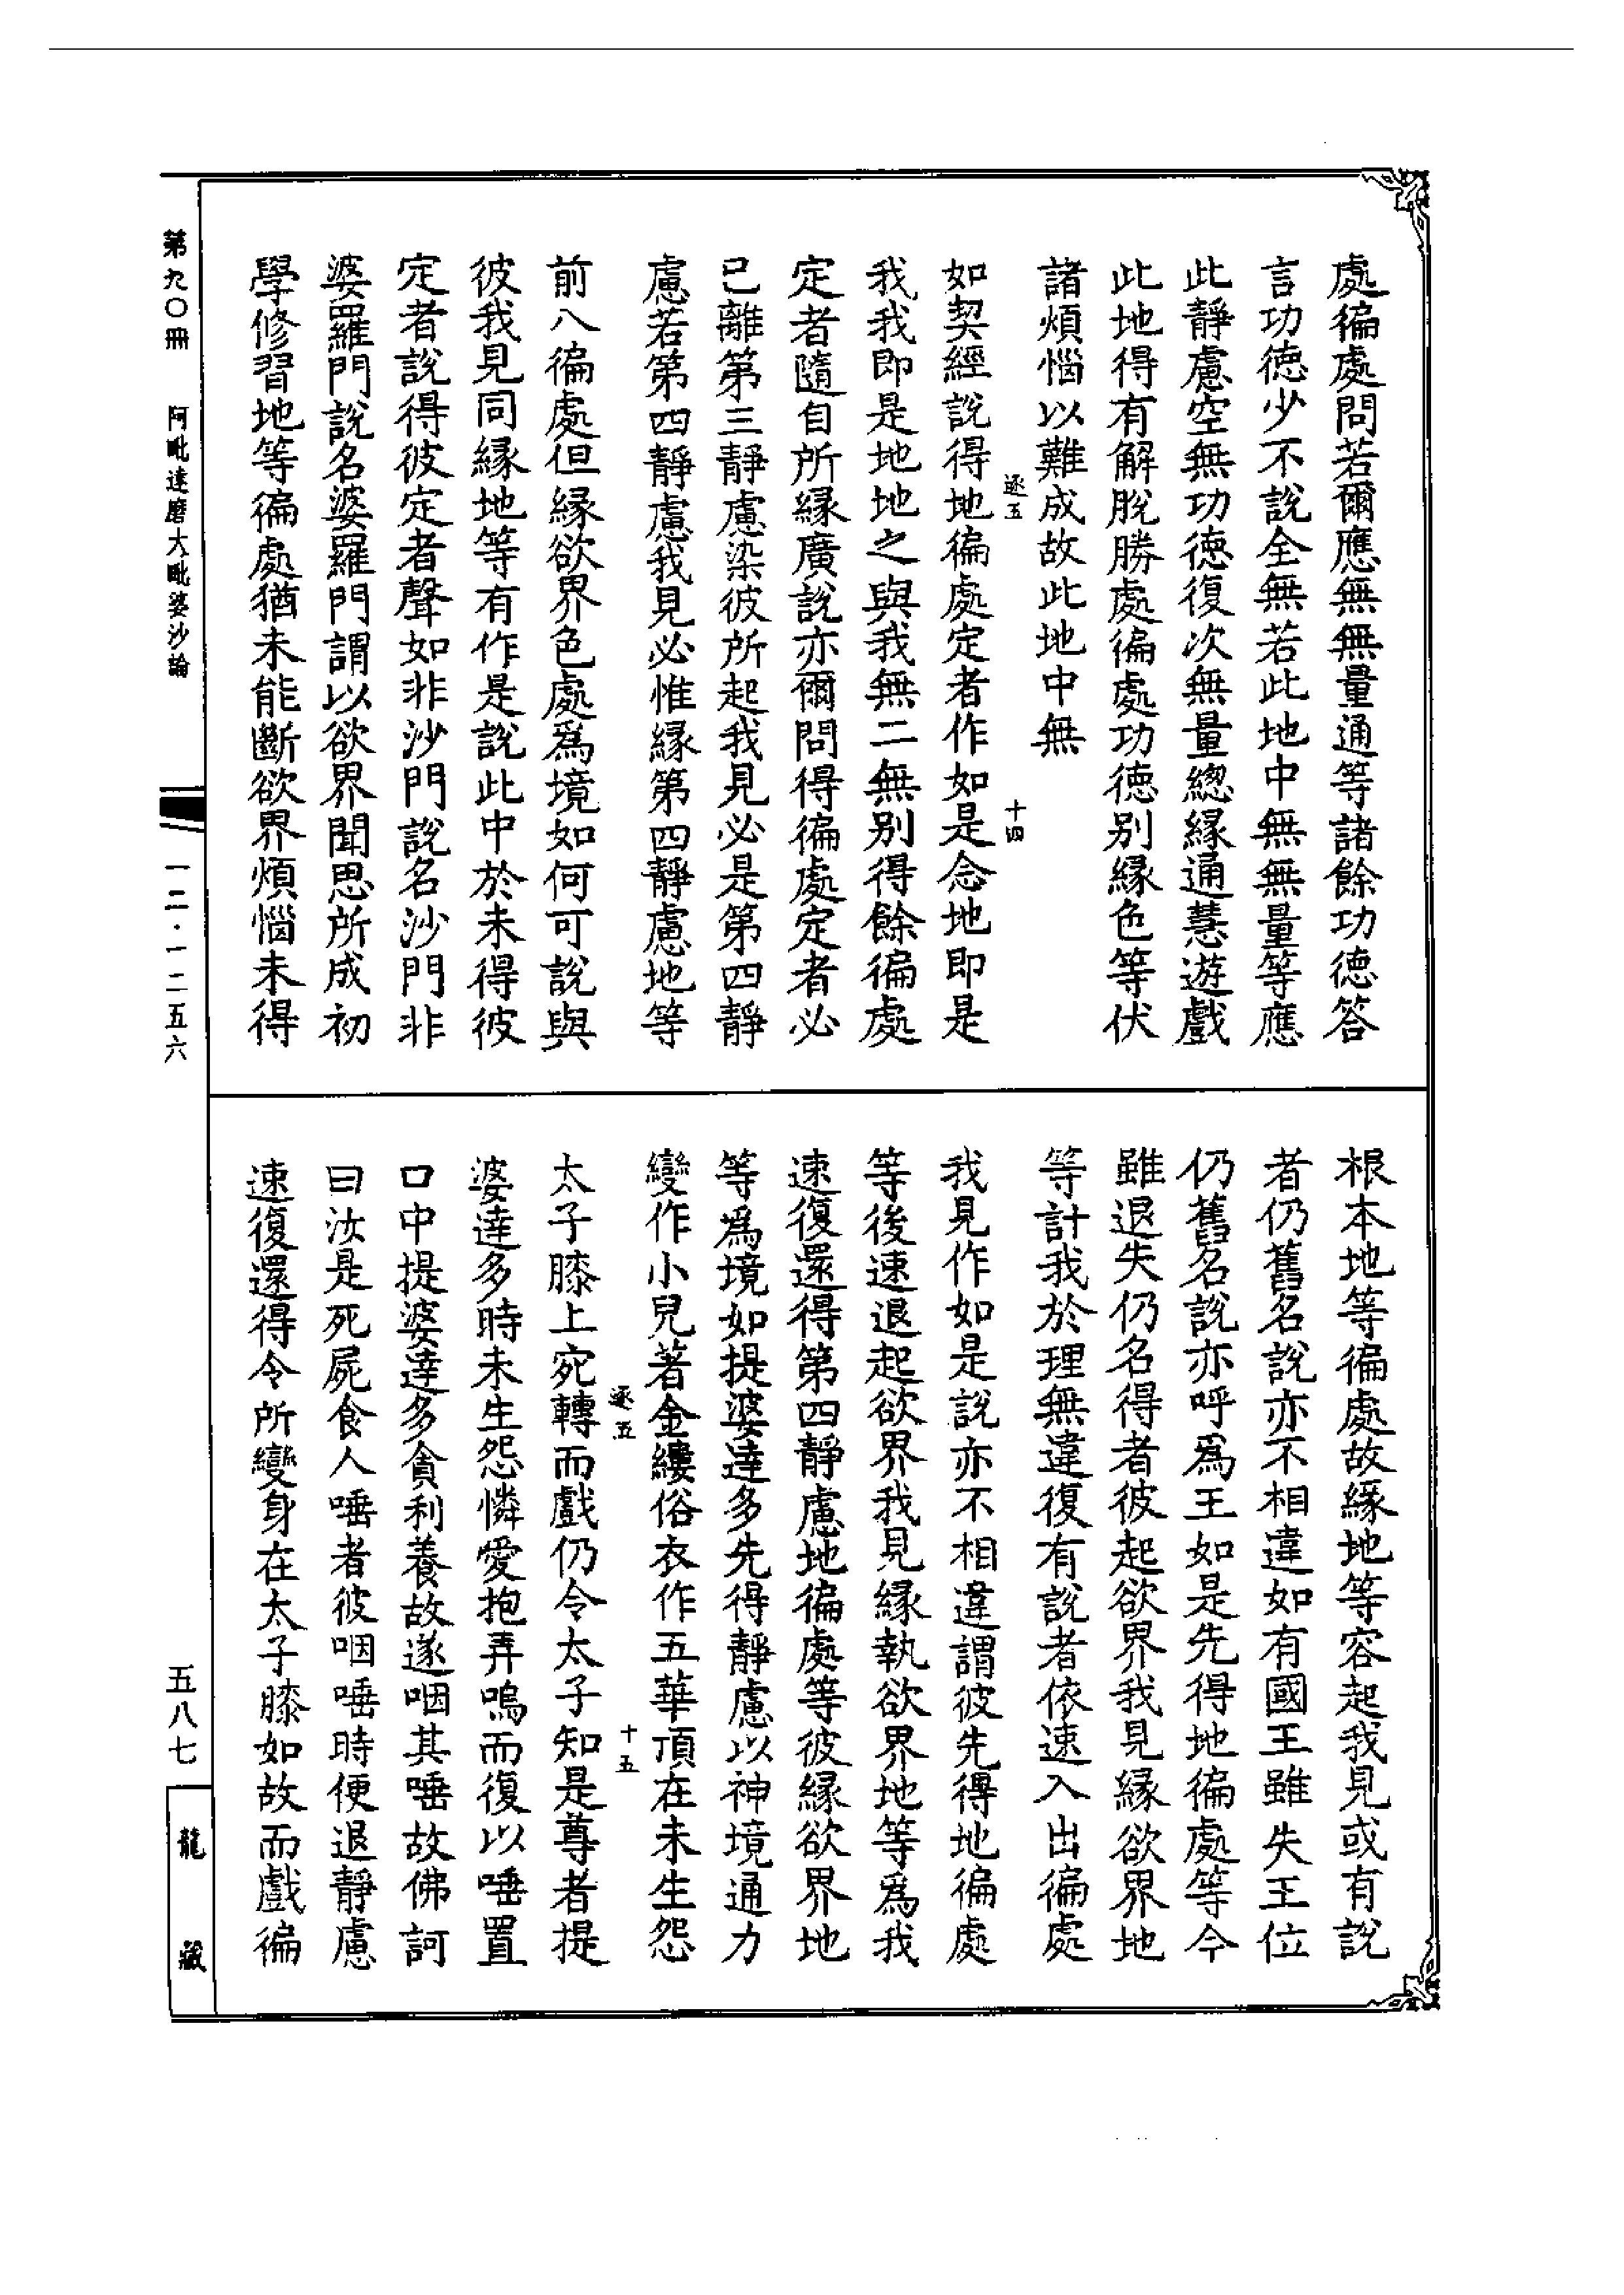 處徧處問若爾應無無量通等諸餘功德答
言功德少不說全無若此地中無無量等應
此靜慮空無功德復次無量總緣通慧遊戲
此地得有解脫勝處徧處功德别緣色等伏
諸煩惱以難成故此地中無
逐五
十四
如契經說得地徧處定者作如是念地即是
我我即是地地之與我無二無别得餘徧處
定者隨自所緣廣說亦爾問得徧處定者必
已離第三靜慮染彼所起我見必是第四靜
慮若第四靜慮我見必惟緣第四靜慮地等
前八徧處但緣欲界色處爲境如何可說與
彼我見同緣地等有作是說此中於未得彼
定者說得彼定者聲如非沙門說名沙門非
婆羅門說名婆羅門謂以欲界聞思所成初
學修習地等徧處猶未能斷欲界煩惱未得
根本地等徧處故緣地等容起我見或有說
者仍舊名說亦不相違如有國王雖失王位
仍舊名說亦呼爲王如是先得地徧處等今
雖退失仍名得者彼起欲界我見緣欲界地
等計我於理無違復有說者依速入出徧處
我見作如是說亦不相違謂彼先得地徧處
等後速退起欲界我見緣執欲界地等爲我
速復還得第四靜慮地徧處等彼緣欲界地
等爲境如提婆達多先得靜慮以神境通力
變作小兒著金縷俗衣作五華頂在未生怨
逐五
十五
太子膝上宛轉而戲仍令太子知是尊者提
婆達多時未生怨憐愛抱弄嗚而復以唾置
口中提婆達多貪利養故遂咽其唾故佛訶
曰汝是死屍食人唾者彼咽唾時便退靜慮
速復還得令所變身在太子膝如故而戲徧
第九〇冊
阿毗達磨大毗婆沙論
一二·一二五六
五八七
龍藏